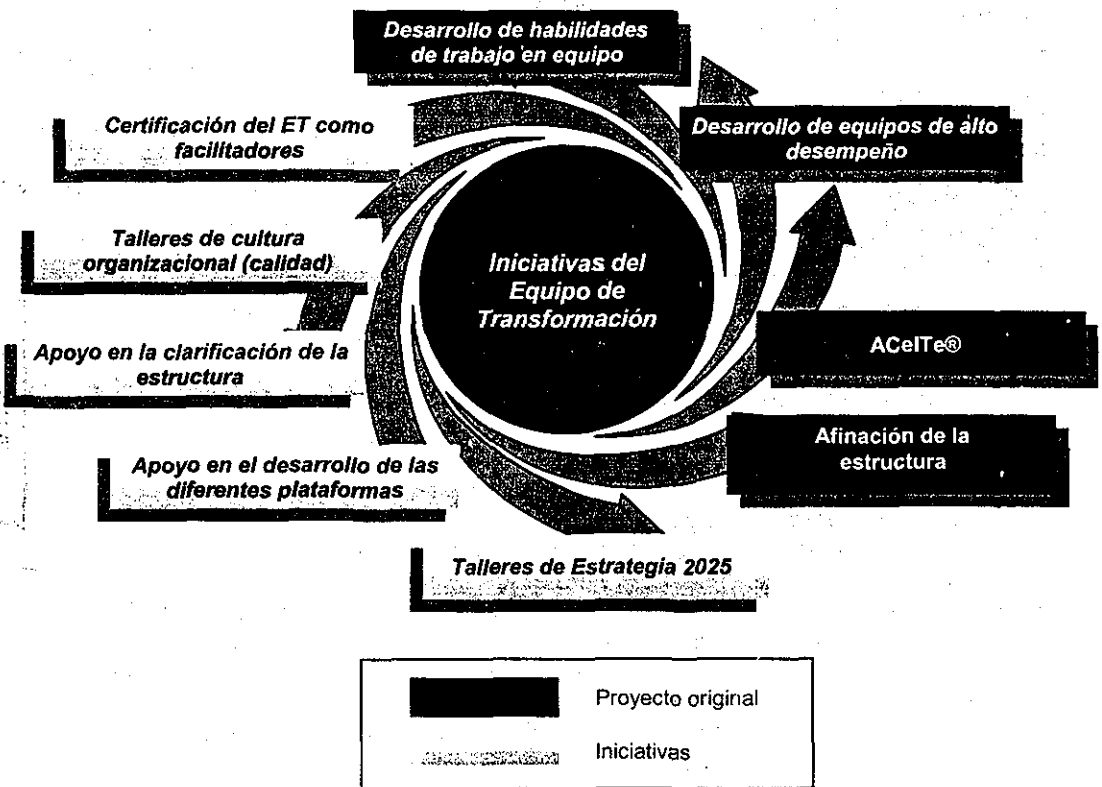 Desarrollo de habilidades
de trabajo en equipo
Certificación del ET como
facilitadores
Desarrollo de equipos de alto
desempeño
Talleres de cultura
organizacional (calidad)
Iniciativas del
Equipo de
Transformación
Apoyo en la clarificación de la
estructura
ACeITe®
Afinación de la
estructura
Apoyo en el desarrollo de las
diferentes plataformas
Talleres de Estrategia 2025
Proyecto original
Iniciativas